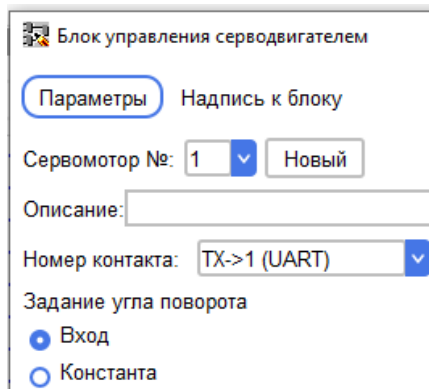 Блок управления серводвигателем
Параметры Надпись к блоку
Сервомотор №: 1 Новый
Описание:
Номер контакта: TX->1 (UART)
Задание угла поворота
Вход
Константа